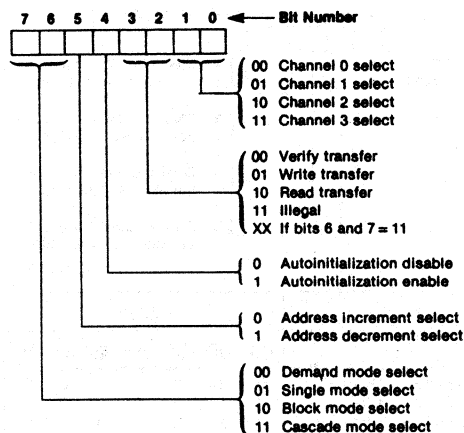 7 6 5 4 3 2 1 0 Bit Number
00 Channel 0 select
01 Channel 1 select
10 Channel 2 select
11 Channel 3 select
00 Verify transfer
01 Write transfer
10 Read transfer
11 Illegal
XX If bits 6 and 7 = 11
0 Autoinitialization disable
1 Autoinitialization enable
0 Address increment select
1 Address decrement select
00 Demand mode select
01 Single mode select
10 Block mode select
11 Cascade mode select